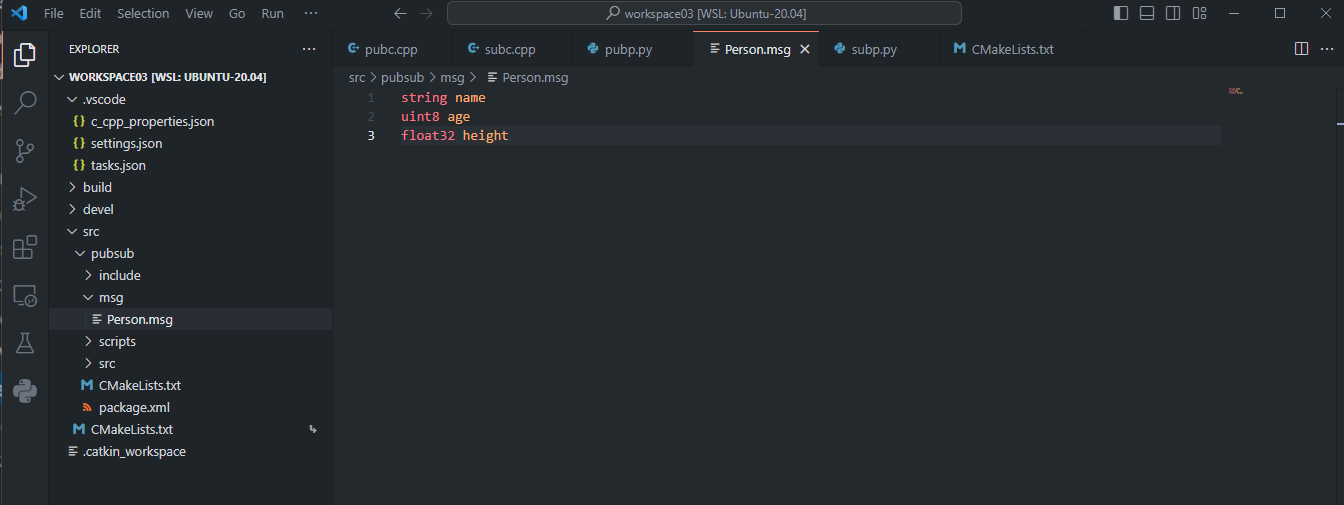 File Edit Selection View Go Run ··· workspace03 [WSL: Ubuntu-20.04]
EXPLORER ···
WORKSPACE03 [WSL: UBUNTU-20.04]
.vscode
{} c_cpp_properties.json
{} settings.json
{} tasks.json
build
devel
src
pubsub
include
msg
Person.msg
scripts
src
M CMakeLists.txt
package.xml
M CMakeLists.txt
.catkin_workspace
pubc.cpp subc.cpp pubp.py Person.msg subp.py M CMakeLists.txt ···
src > pubsub > msg > Person.msg
1 string name
2 uint8 age
3 float32 height